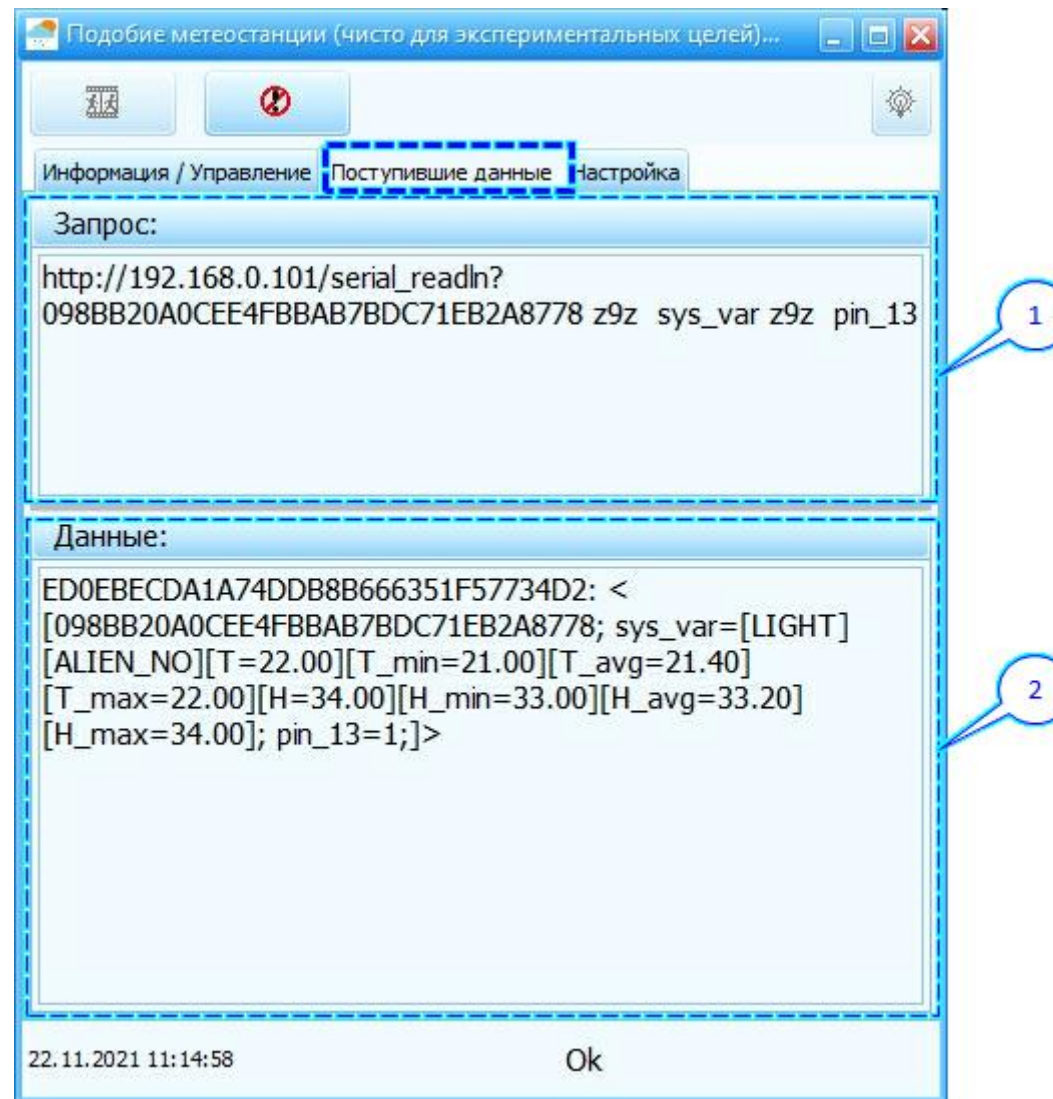 Подобие метеостанции (чисто для экспериментальных целей)...
Информация / Управление Поступившие данные Настройка
Запрос:
http://192.168.0.101/serial_readln?
098BB20A0CEE4FBBAB7BDC71EB2A8778 z9z sys_var z9z pin_13
1
Данные:
ED0EBECDA1A74DDB8B666351F57734D2: <
[098BB20A0CEE4FBBAB7BDC71EB2A8778; sys_var=[LIGHT]
[ALIEN_NO][T=22.00][T_min=21.00][T_avg=21.40]
[T_max=22.00][H=34.00][H_min=33.00][H_avg=33.20]
[H_max=34.00]; pin_13=1;]>
2
22.11.2021 11:14:58 Ok